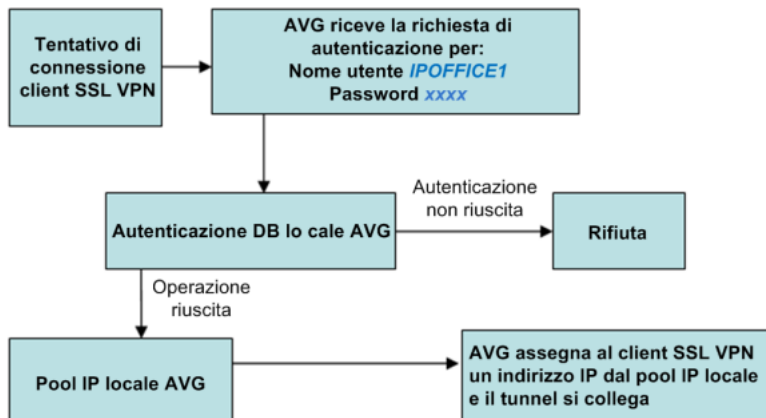 Tentativo di
connessione
client SSL VPN
AVG riceve la richiesta di
autenticazione per:
Nome utente IPOFFICE1
Password xxxx
Autenticazione DB lo cale AVG
Autenticazione
non riuscita
Rifiuta
Operazione
riuscita
Pool IP locale AVG
AVG assegna al client SSL VPN
un indirizzo IP dal pool IP locale
e il tunnel si collega